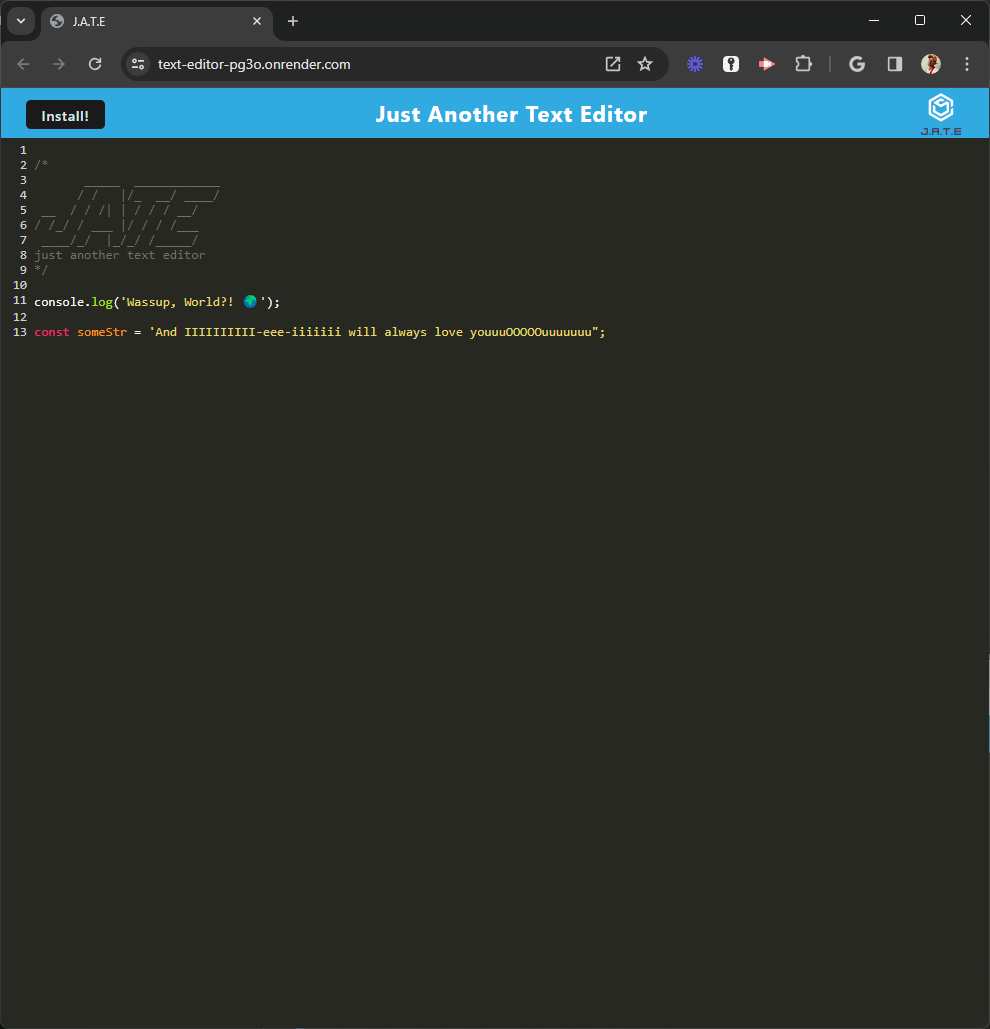 J.A.T.E
text-editor-pg3o.onrender.com
Install!
Just Another Text Editor
J.A.T.E
1
2 /*
3        _____  ____________
4       / /   |/_  __/ ____/
5  __  / / /| | / / / __/
6 / /_/ / ___ |/ / / /___
7  ____/_/  |_/_/ /_____/
8 just another text editor
9 */
10
11 console.log('Wassup, World?! 🌎');
12
13 const someStr = 'And IIIIIIIIII-eee-iiiiiii will always love youuuOOOOOuuuuuuu";